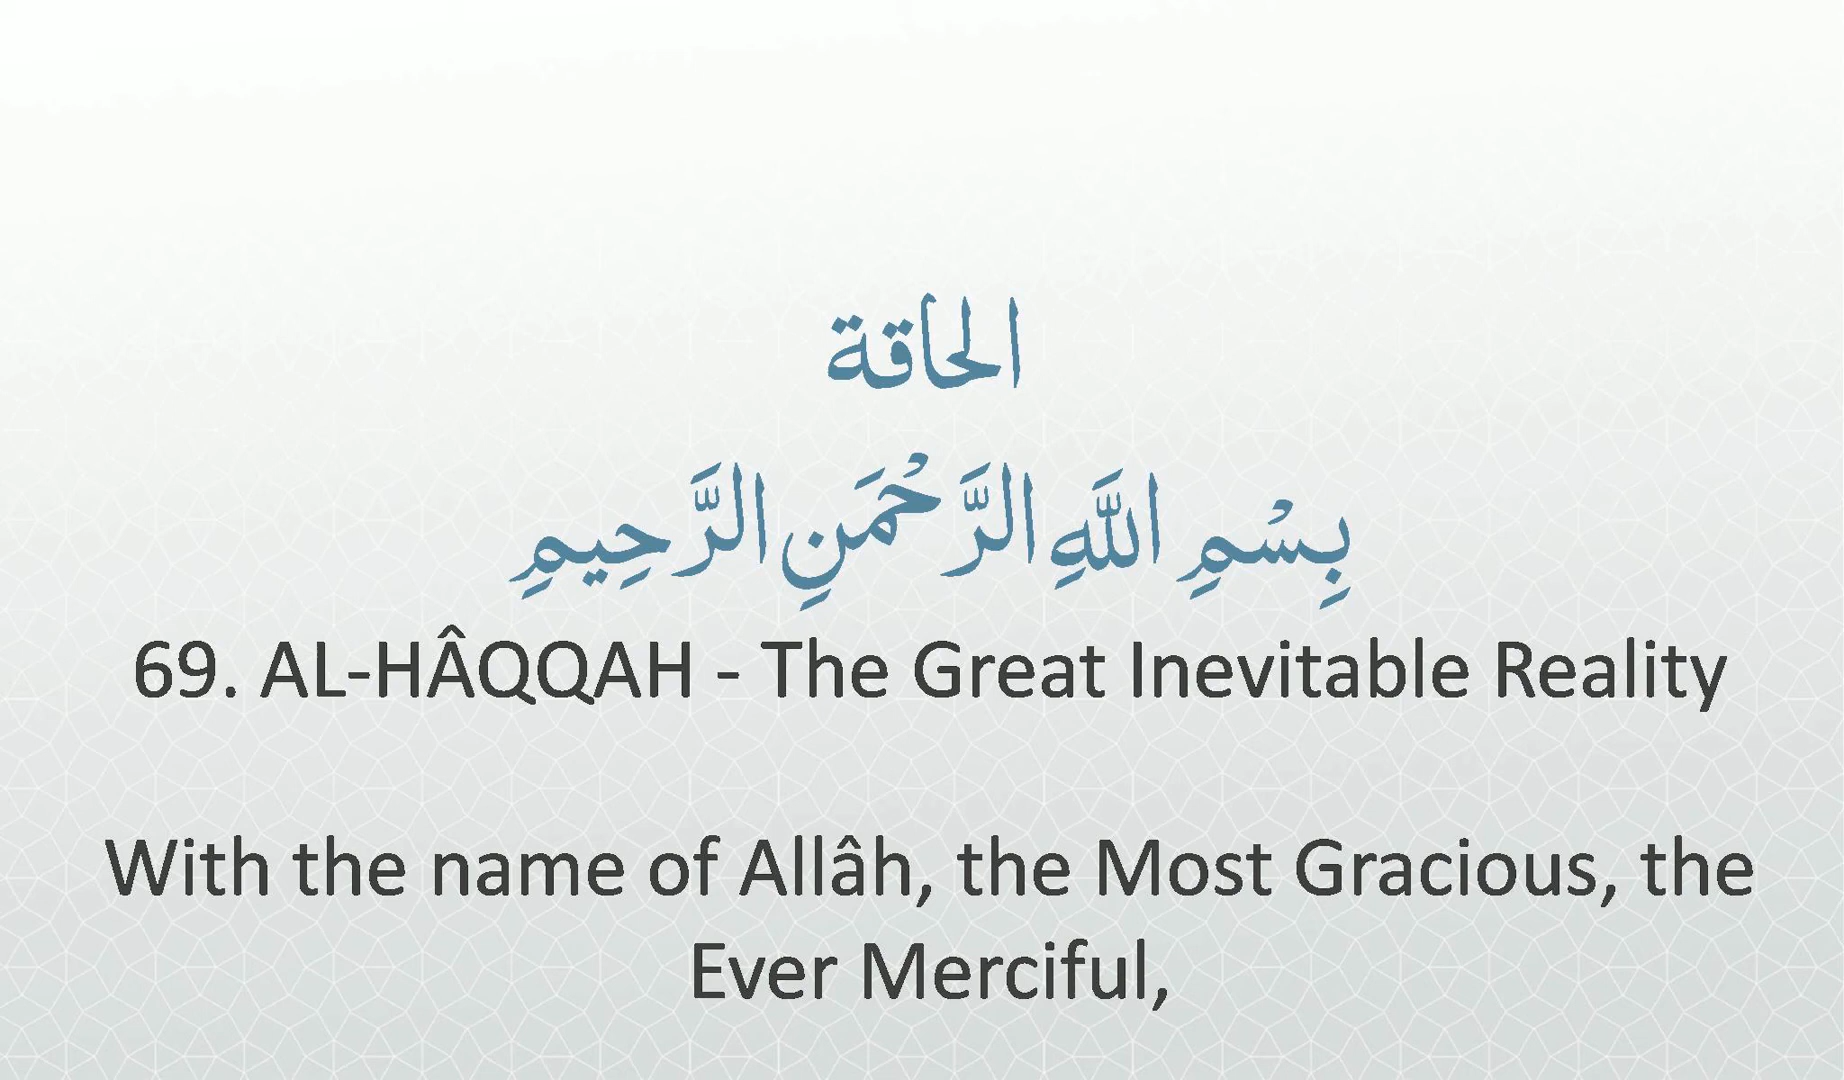 الحاقة
بِسْمِ اللَّهِ الرَّحْمَنِ الرَّحِيمِ
69. AL-HÂQQAH - The Great Inevitable Reality
With the name of Allâh, the Most Gracious, the
Ever Merciful,